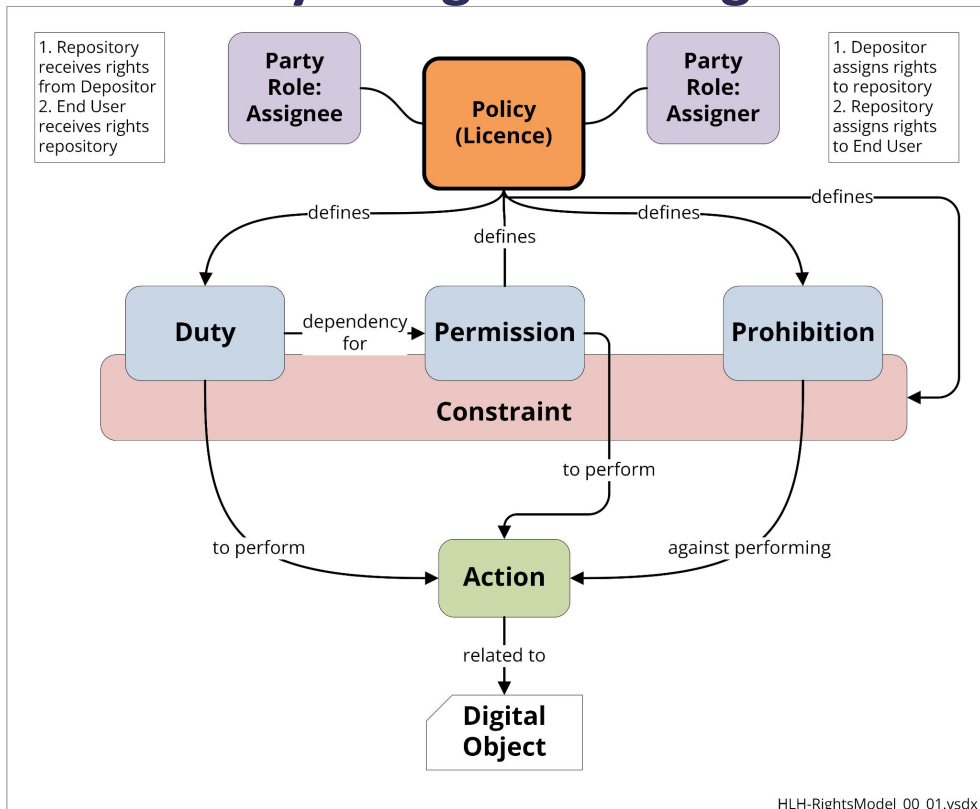 1. Repository
receives rights
from Depositor
2. End User
receives rights
repository
Party
Role:
Assignee
Policy
(Licence)
Party
Role:
Assigner
1. Depositor
assigns rights
to repository
2. Repository
assigns rights
to End User
defines
defines
defines
defines
Duty
dependency
for
Permission
Prohibition
Constraint
to perform
to perform
against performing
Action
related to
Digital
Object
HLH-RightsModel_00_01.vsdx